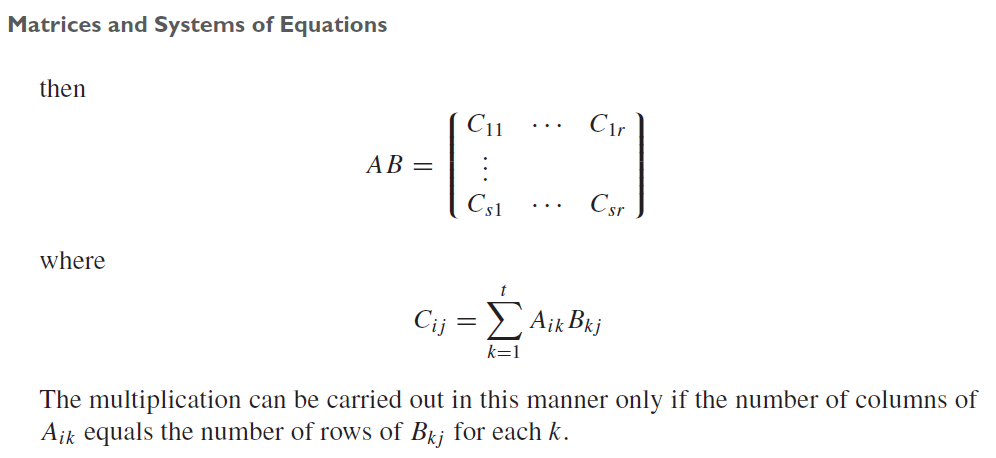 Matrices and Systems of Equations
then
C11 ··· C1r
AB = ⋮
Cs1 ··· Csr
where
t
Cij = ∑ Aik Bkj
k=1
The multiplication can be carried out in this manner only if the number of columns of
Aik equals the number of rows of Bkj for each k.